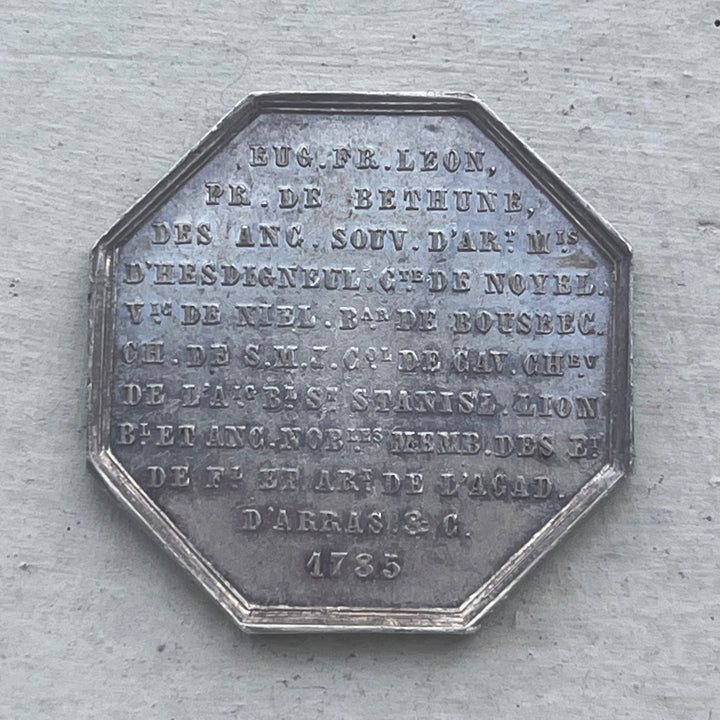 EUG. FR. LEON,
PR. DE BETHUNE,
DES ANC. SOUV. D'ART. MIS
D'HESDIGNEUL. CTE DE NOYEL.
VTE DE NIEL. BAR DE BOUSBEC.
CH. DE S. M. I. COL DE CAV. CHEV
DE L'AIG BL ST STANISL. LION
BL ET ANC. NOBLES MEMB. DES ET
DE FL ET ART DE L'ACAD.
D'ARRAS. & C.
1785